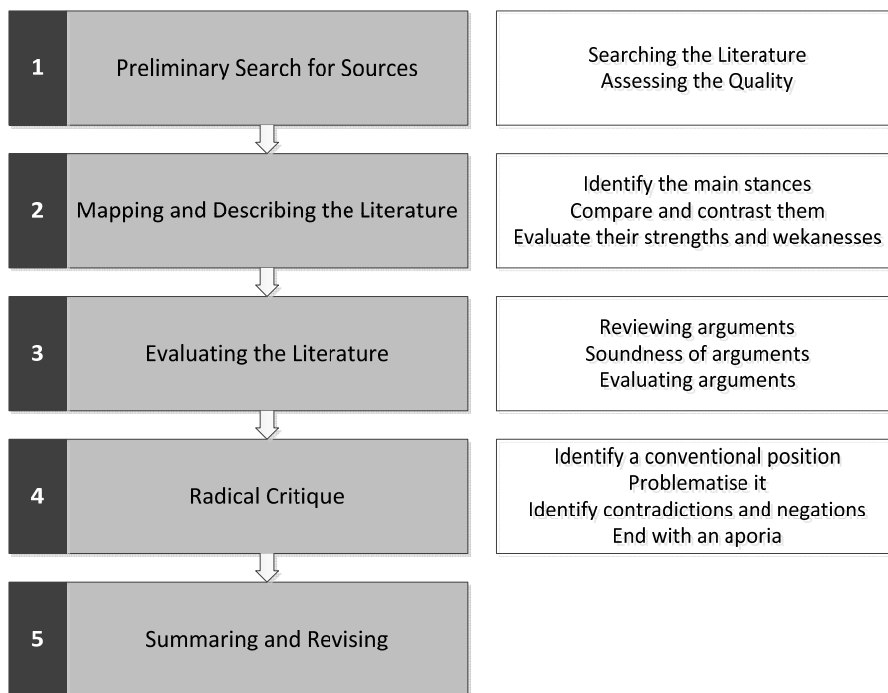 1
Preliminary Search for Sources
Searching the Literature
Assessing the Quality
2
Mapping and Describing the Literature
Identify the main stances
Compare and contrast them
Evaluate their strengths and wekanesses
3
Evaluating the Literature
Reviewing arguments
Soundness of arguments
Evaluating arguments
4
Radical Critique
Identify a conventional position
Problematise it
Identify contradictions and negations
End with an aporia
5
Summaring and Revising